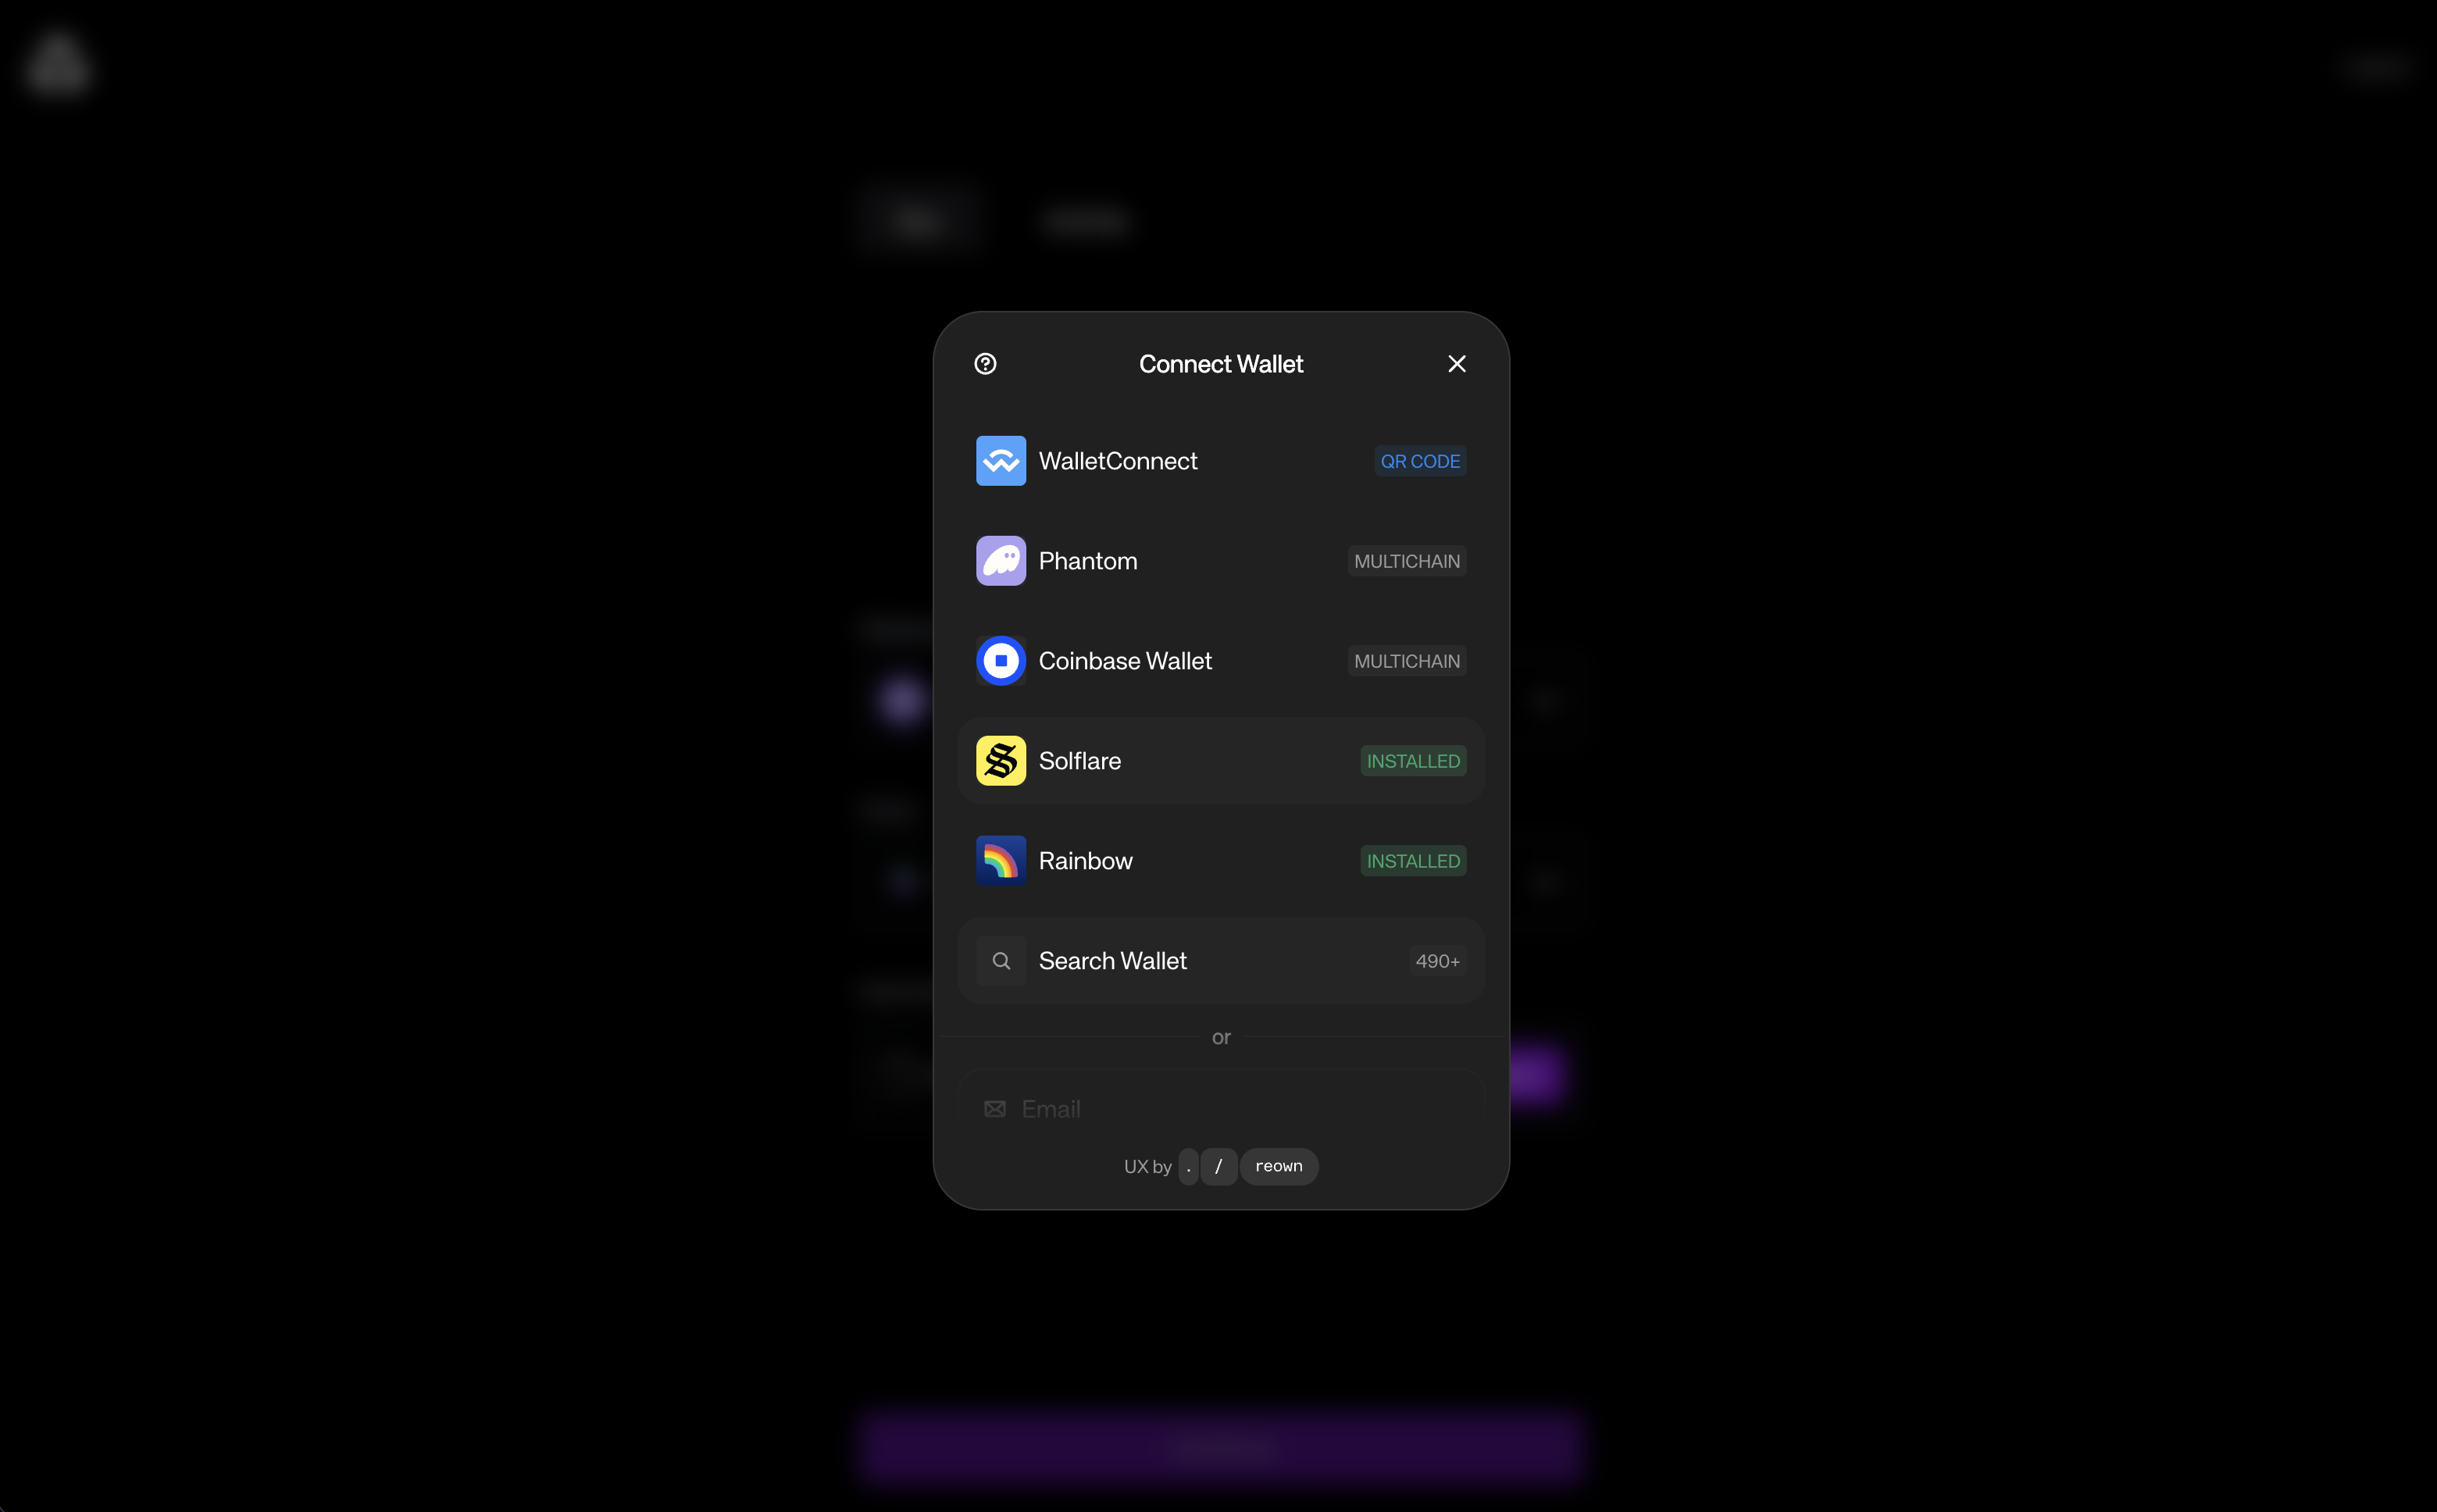 Connect Wallet
WalletConnect QR CODE
Phantom MULTICHAIN
Coinbase Wallet MULTICHAIN
Solflare INSTALLED
Rainbow INSTALLED
Search Wallet 490+
or
Email
UX by . / reown